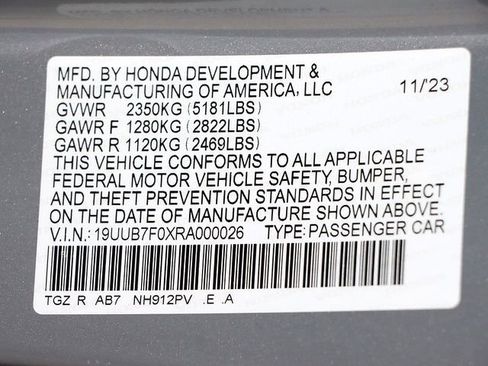 MFD. BY HONDA DEVELOPMENT &
MANUFACTURING OF AMERICA, LLC 11/'23
GVWR 2350KG (5181LBS)
GAWR F 1280KG (2822LBS)
GAWR R 1120KG (2469LBS)
THIS VEHICLE CONFORMS TO ALL APPLICABLE
FEDERAL MOTOR VEHICLE SAFETY, BUMPER,
AND THEFT PREVENTION STANDARDS IN EFFECT
ON THE DATE OF MANUFACTURE SHOWN ABOVE.
V.I.N.: 19UUB7F0XRA000026 TYPE: PASSENGER CAR
TGZ R AB7 NH912PV .E .A